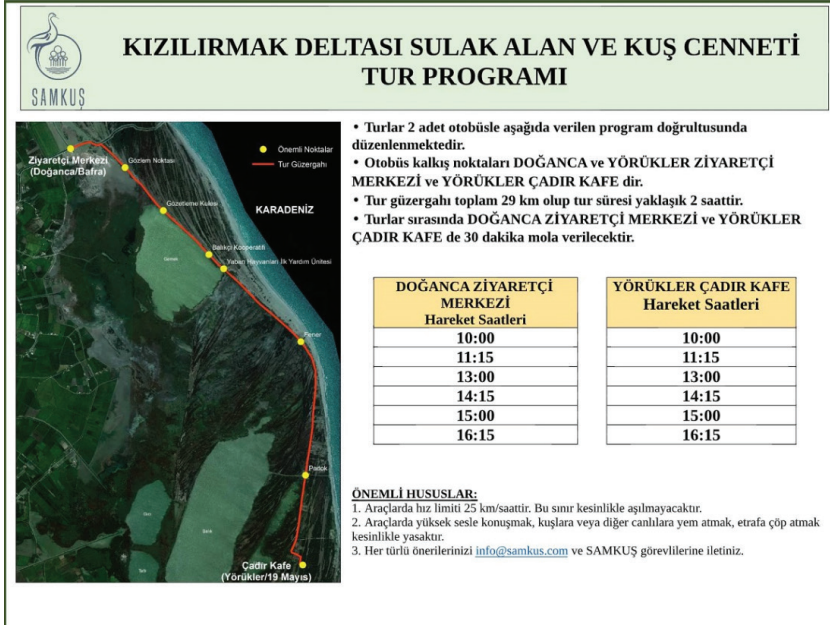 KIZILIRMAK DELTASI SULAK ALAN VE KUŞ CENNETİ
TUR PROGRAMI
SAMKUŞ
Ziyaretçi Merkezi
(Doğanca/Bafra)
Gözlem Noktası
Önemli Noktalar
Tur Güzergahı
Gözetleme Kulesi
KARADENİZ
Balıkçı Kooperatifi
Yaban Hayvanları İlk Yardım Ünitesi
Fener
Çadır Kafe
(Yörükler/19 Mayıs)
• Turlar 2 adet otobüsle aşağıda verilen program doğrultusunda
düzenlenmektedir.
• Otobüs kalkış noktaları DOĞANCA ve YÖRÜKLER ZİYARETÇİ
MERKEZİ ve YÖRÜKLER ÇADIR KAFE dir.
• Tur güzergahı toplam 29 km olup tur süresi yaklaşık 2 saattir.
• Turlar sırasında DOĞANCA ZİYARETÇİ MERKEZİ ve YÖRÜKLER
ÇADIR KAFE de 30 dakika mola verilecektir.
DOĞANCA ZİYARETÇİ
MERKEZİ
Hareket Saatleri
10:00
11:15
13:00
14:15
15:00
16:15
YÖRÜKLER ÇADIR KAFE
Hareket Saatleri
10:00
11:15
13:00
14:15
15:00
16:15
ÖNEMLİ HUSUSLAR:
1. Araçlarda hız limiti 25 km/saattir. Bu sınır kesinlikle aşılmayacaktır.
2. Araçlarda yüksek sesle konuşmak, kuşlara veya diğer canlılara yem atmak, etrafa çöp atmak
kesinlikle yasaktır.
3. Her türlü önerilerinizi info@samkus.com ve SAMKUŞ görevlilerine iletiniz.